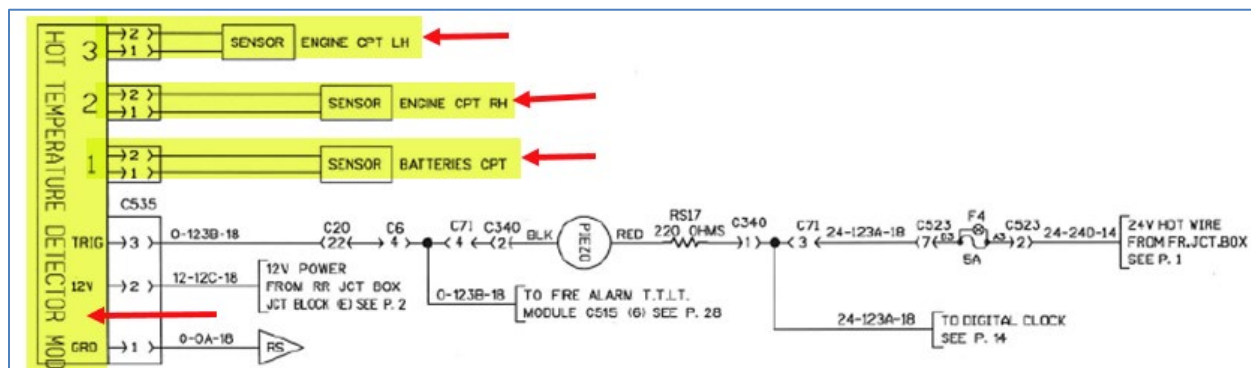 HOT TEMPERATURE DETECTOR MOD
3
2
1
SENSOR
ENGINE CPT LH
2
2
1
SENSOR
ENGINE CPT RH
1
2
1
SENSOR
BATTERIES CPT
C535
TRIG
3
0-123B-18
C20
22
C6
4
C71
4
C340
2
BLK
PIEZO
RED
RS17
220 OHMS
C340
1
C71
3
24-123A-18
C523
7
D3
F4
5A
A3
C523
2
24-24D-14
24V HOT WIRE
FROM FR.JCT.BOX
SEE P. 1
12V
2
12-12C-18
12V POWER
FROM RR JCT BOX
JCT BLOCK (E) SEE P. 2
0-123B-18
TO FIRE ALARM T.T.I.T.
MODULE C515 (6) SEE P. 28
24-123A-18
TO DIGITAL CLOCK
SEE P. 14
GRD
1
0-0A-18
RS